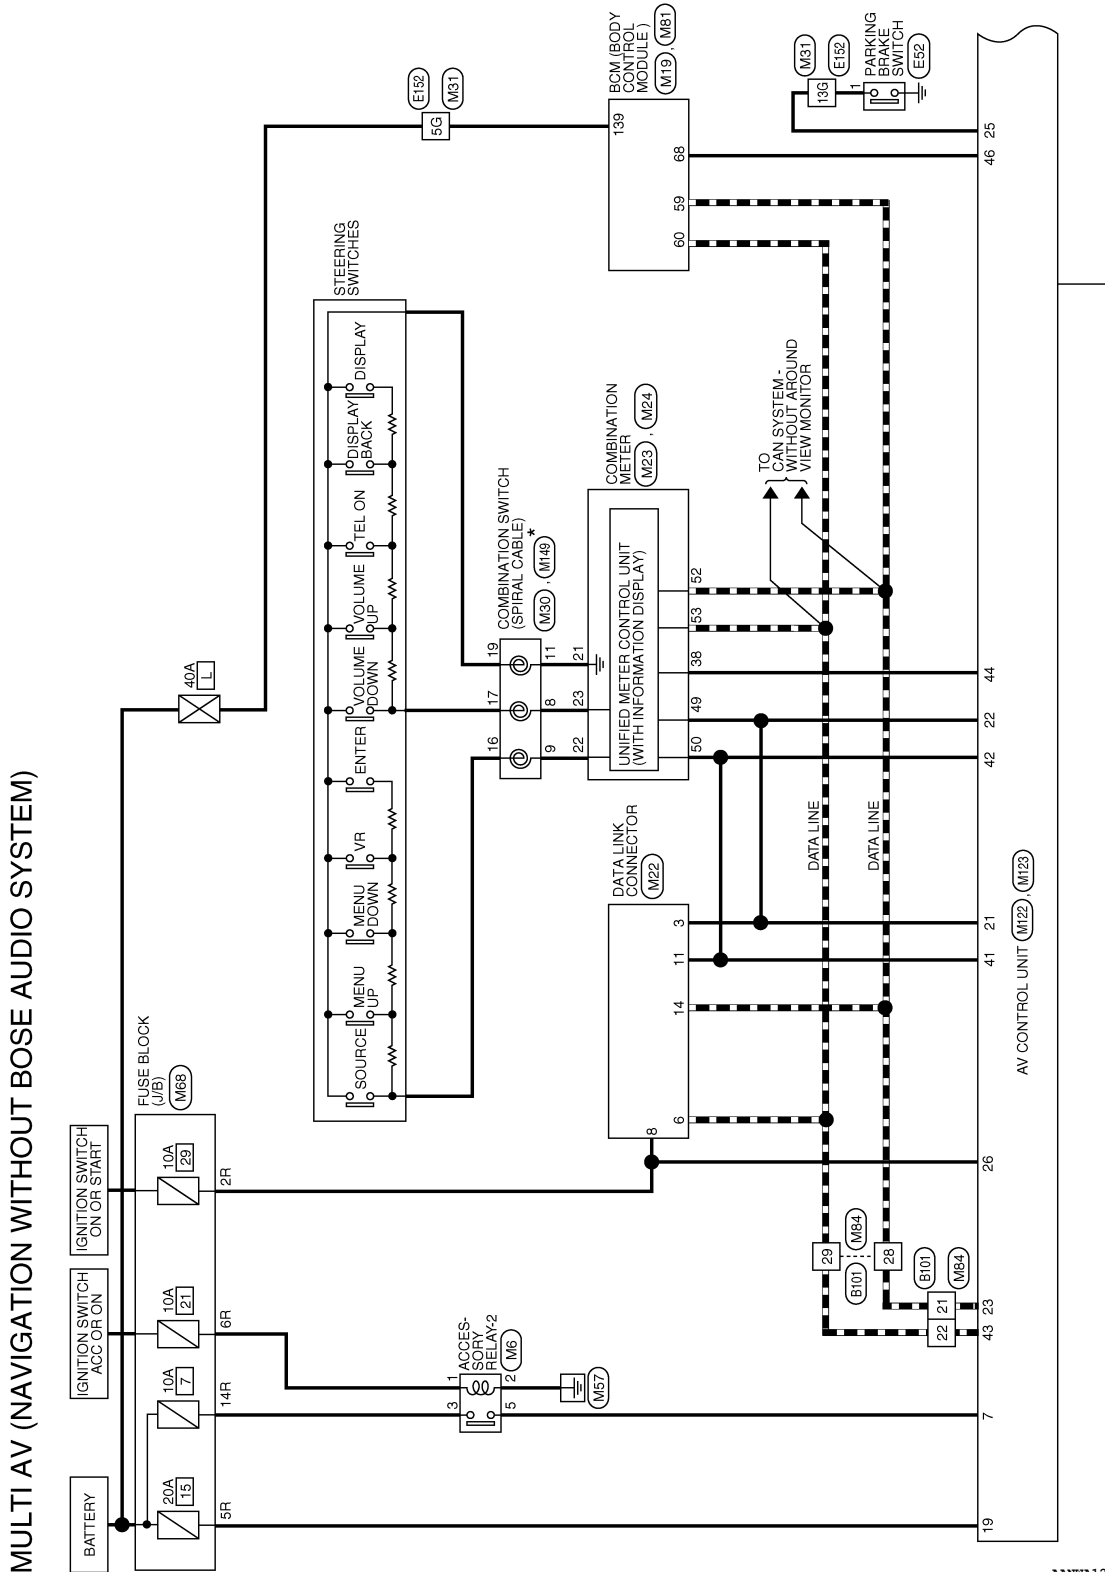 MULTI AV (NAVIGATION WITHOUT BOSE AUDIO SYSTEM)
BATTERY
IGNITION SWITCH
ACC OR ON
IGNITION SWITCH
ON OR START
FUSE BLOCK
(J/B)
M68
20A
15
10A
7
10A
21
10A
29
5R
14R
6R
2R
40A
L
E152
M31
5G
STEERING
SWITCHES
SOURCE
MENU
UP
MENU
DOWN
VR
ENTER
VOLUME
DOWN
VOLUME
UP
TEL ON
DISPLAY
BACK
DISPLAY
ACCES-
SORY
RELAY-2
M6
1
2
3
5
M57
COMBINATION SWITCH
(SPIRAL CABLE)
*
M30 , M149
16
17
19
9
8
11
DATA LINK
CONNECTOR
M22
8
6
14
11
3
COMBINATION
METER
M23 , M24
22
23
21
UNIFIED METER CONTROL UNIT
(WITH INFORMATION DISPLAY)
50
49
38
53
52
BCM (BODY
CONTROL
MODULE )
M19 , M81
139
60
59
68
TO
CAN SYSTEM -
WITHOUT AROUND
VIEW MONITOR
DATA LINE
DATA LINE
29
28
B101
M84
22
21
B101
M84
M31
E152
13G
1
PARKING
BRAKE
SWITCH
E52
19
7
43
23
26
41
21
42
22
44
46
25
AV CONTROL UNIT M122 , M123